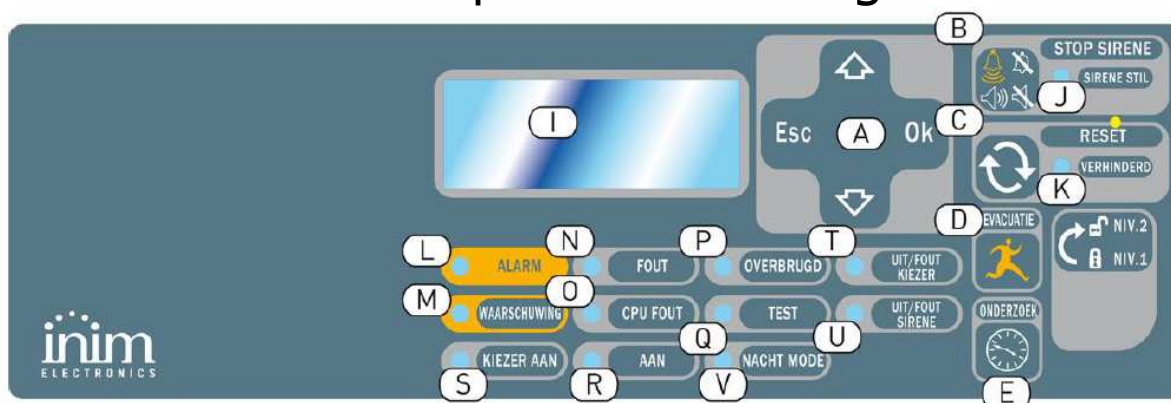 B
STOP SIRENE
SIRENE STIL
J
I
Esc
A
Ok
C
RESET
VERHINDERD
K
D
EVACUATIE
NIV.2
NIV.1
L
ALARM
N
FOUT
P
OVERBRUGD
T
UIT/FOUT
KIEZER
M
WAARSCHUWING
O
CPU FOUT
Q
TEST
U
UIT/FOUT
SIRENE
ONDERZOEK
inim
ELECTRONICS
S
KIEZER AAN
R
AAN
V
NACHT MODE
E